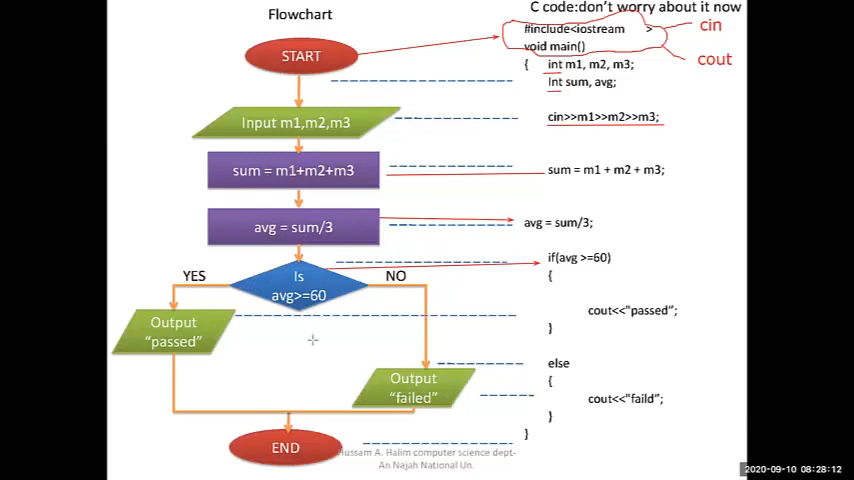 Flowchart
C code:don't worry about it now
START
#include<iostream >
cin
void main()
cout
{ int m1, m2, m3;
Int sum, avg;
Input m1,m2,m3
cin>>m1>>m2>>m3;
sum = m1+m2+m3
sum = m1 + m2 + m3;
avg = sum/3
avg = sum/3;
Is
avg>=60
YES
NO
if(avg >=60)
{
Output
"passed"
cout<<"passed";
}
else
Output
"failed"
{
cout<<"faild";
}
}
END
Hussam A. Halim computer science dept-
An Najah National Un.
2020-09-10 08:28:12